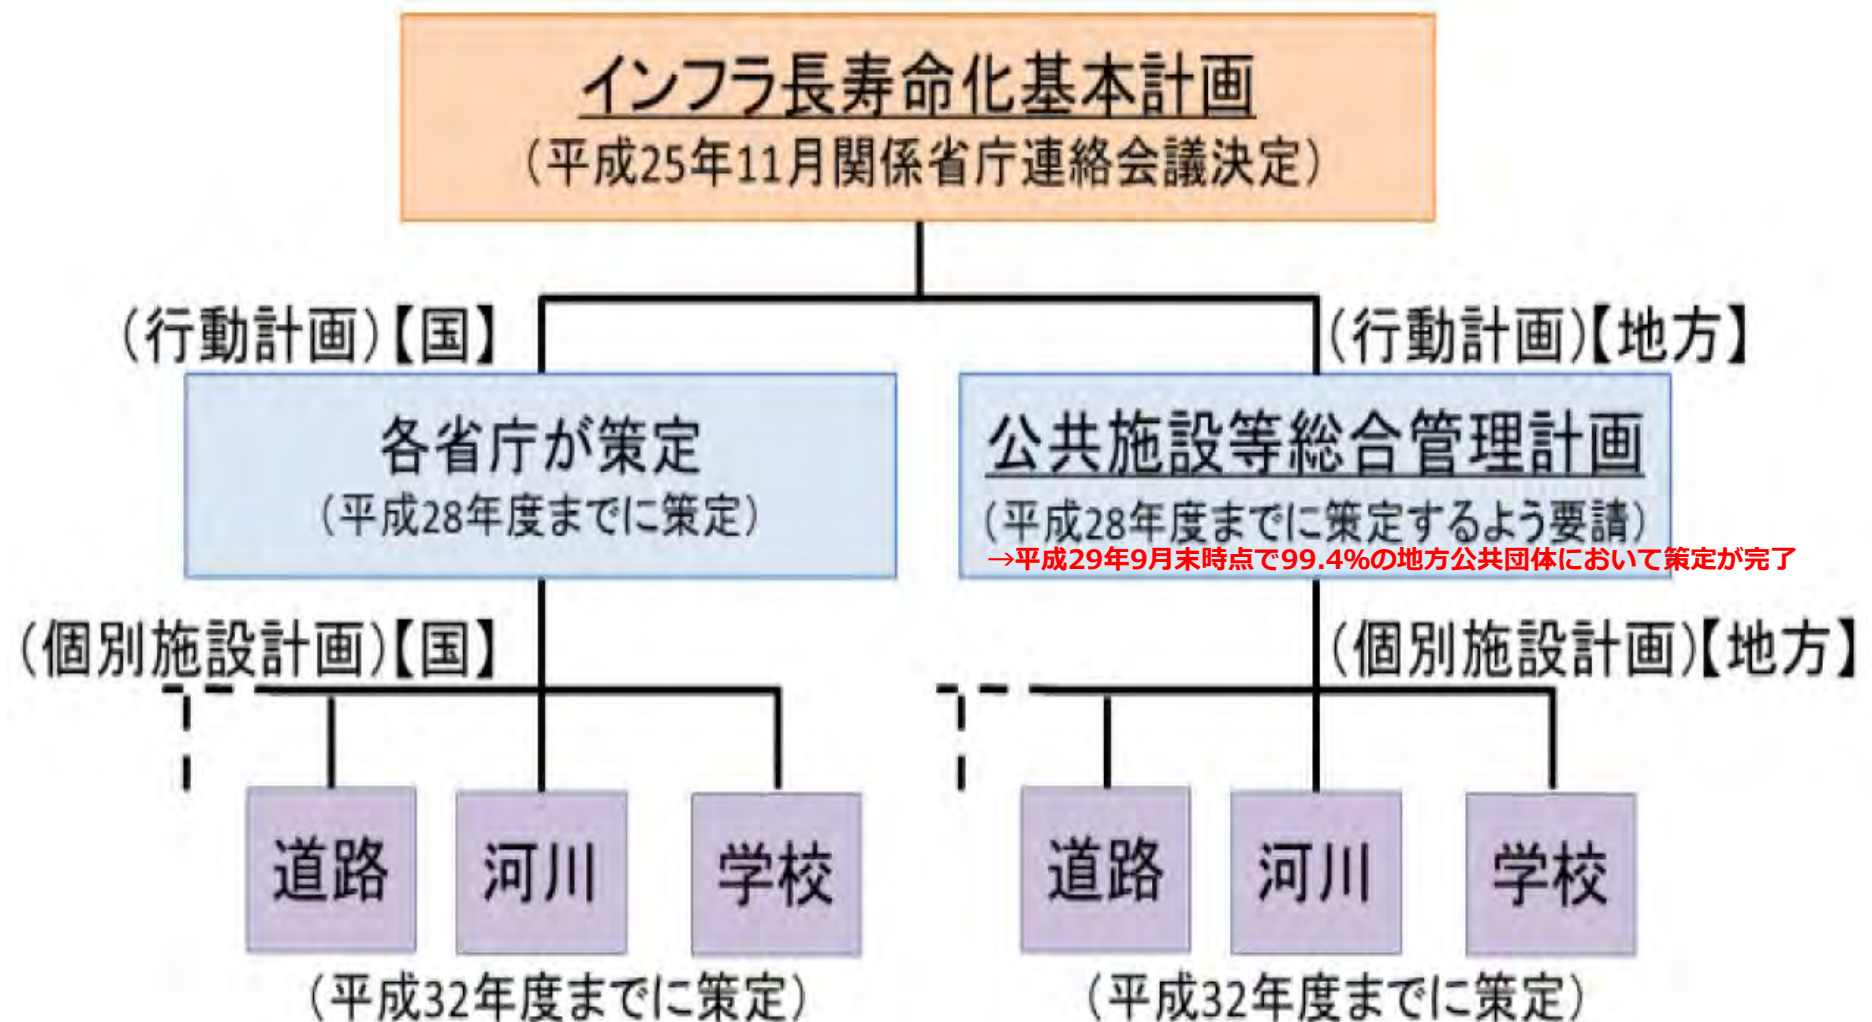 インフラ長寿命化基本計画
（平成25年11月関係省庁連絡会議決定）
（行動計画）【国】
（行動計画）【地方】
各省庁が策定
（平成28年度までに策定）
公共施設等総合管理計画
（平成28年度までに策定するよう要請）
→平成29年9月末時点で99.4%の地方公共団体において策定が完了
（個別施設計画）【国】
（個別施設計画）【地方】
道路
河川
学校
道路
河川
学校
（平成32年度までに策定）
（平成32年度までに策定）